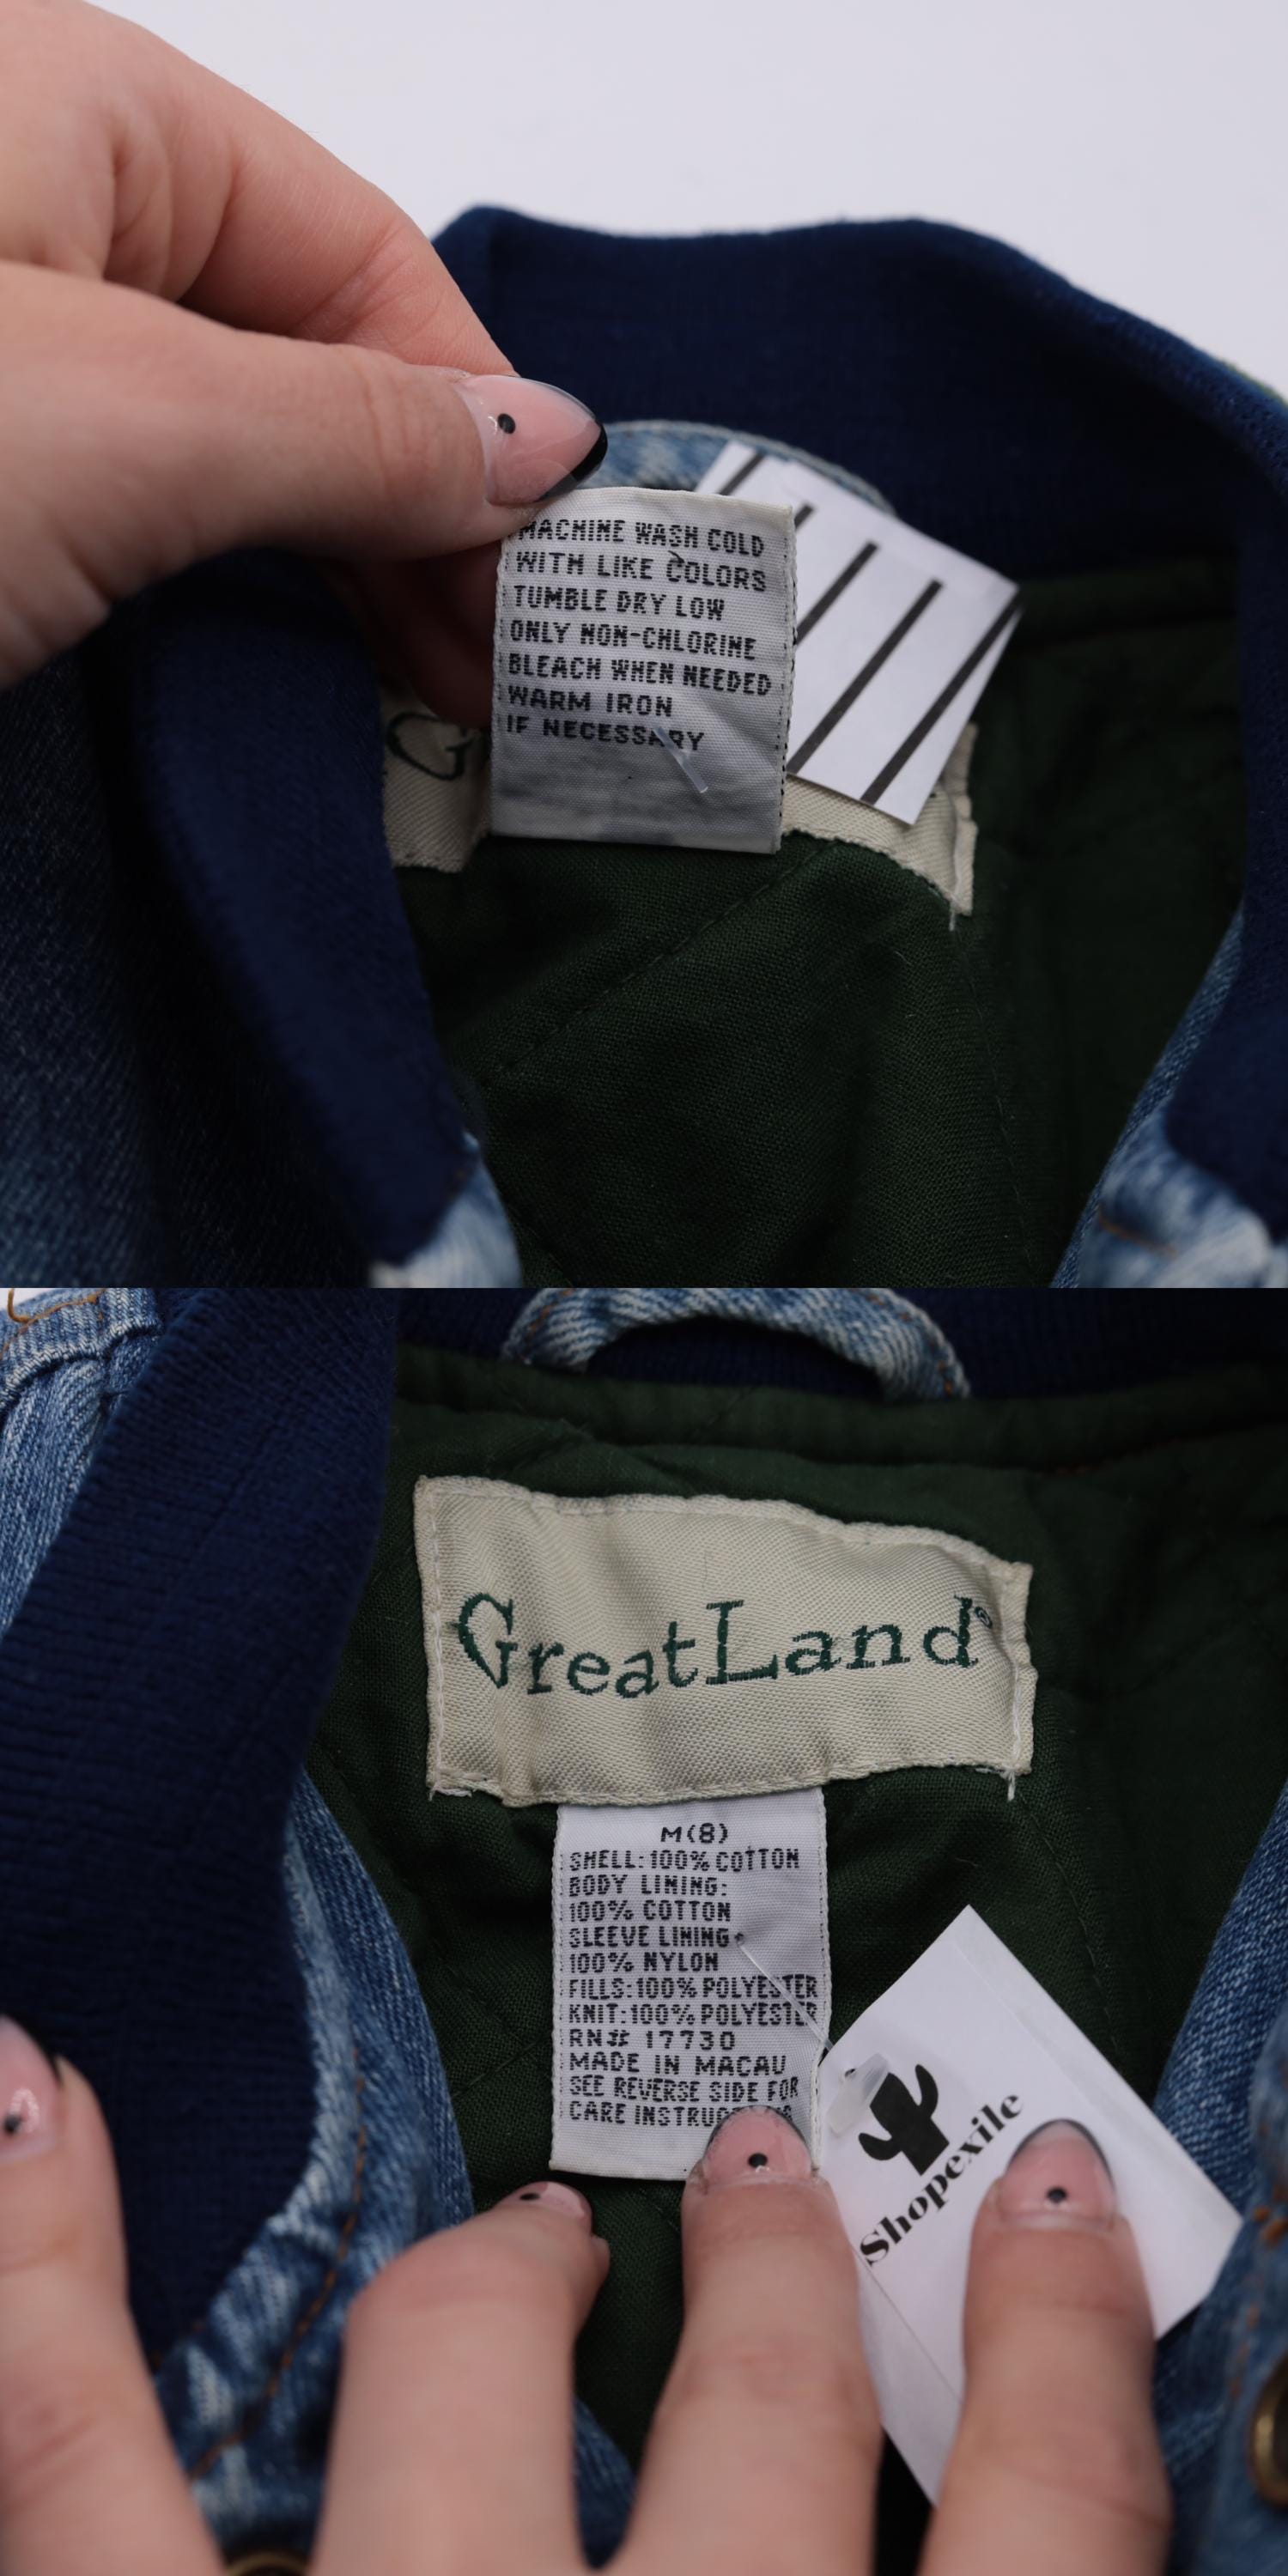 MACHINE WASH COLD
WITH LIKE COLORS
TUMBLE DRY LOW
ONLY NON-CHLORINE
BLEACH WHEN NEEDED
WARM IRON
IF NECESSARY
G
GreatLand®
M(8)
SHELL:100% COTTON
BODY LINING:
100% COTTON
SLEEVE LINING:
100% NYLON
FILLS:100% POLYESTER
KNIT:100% POLYESTER
RN# 17730
MADE IN MACAU
SEE REVERSE SIDE FOR
CARE
Shopexile